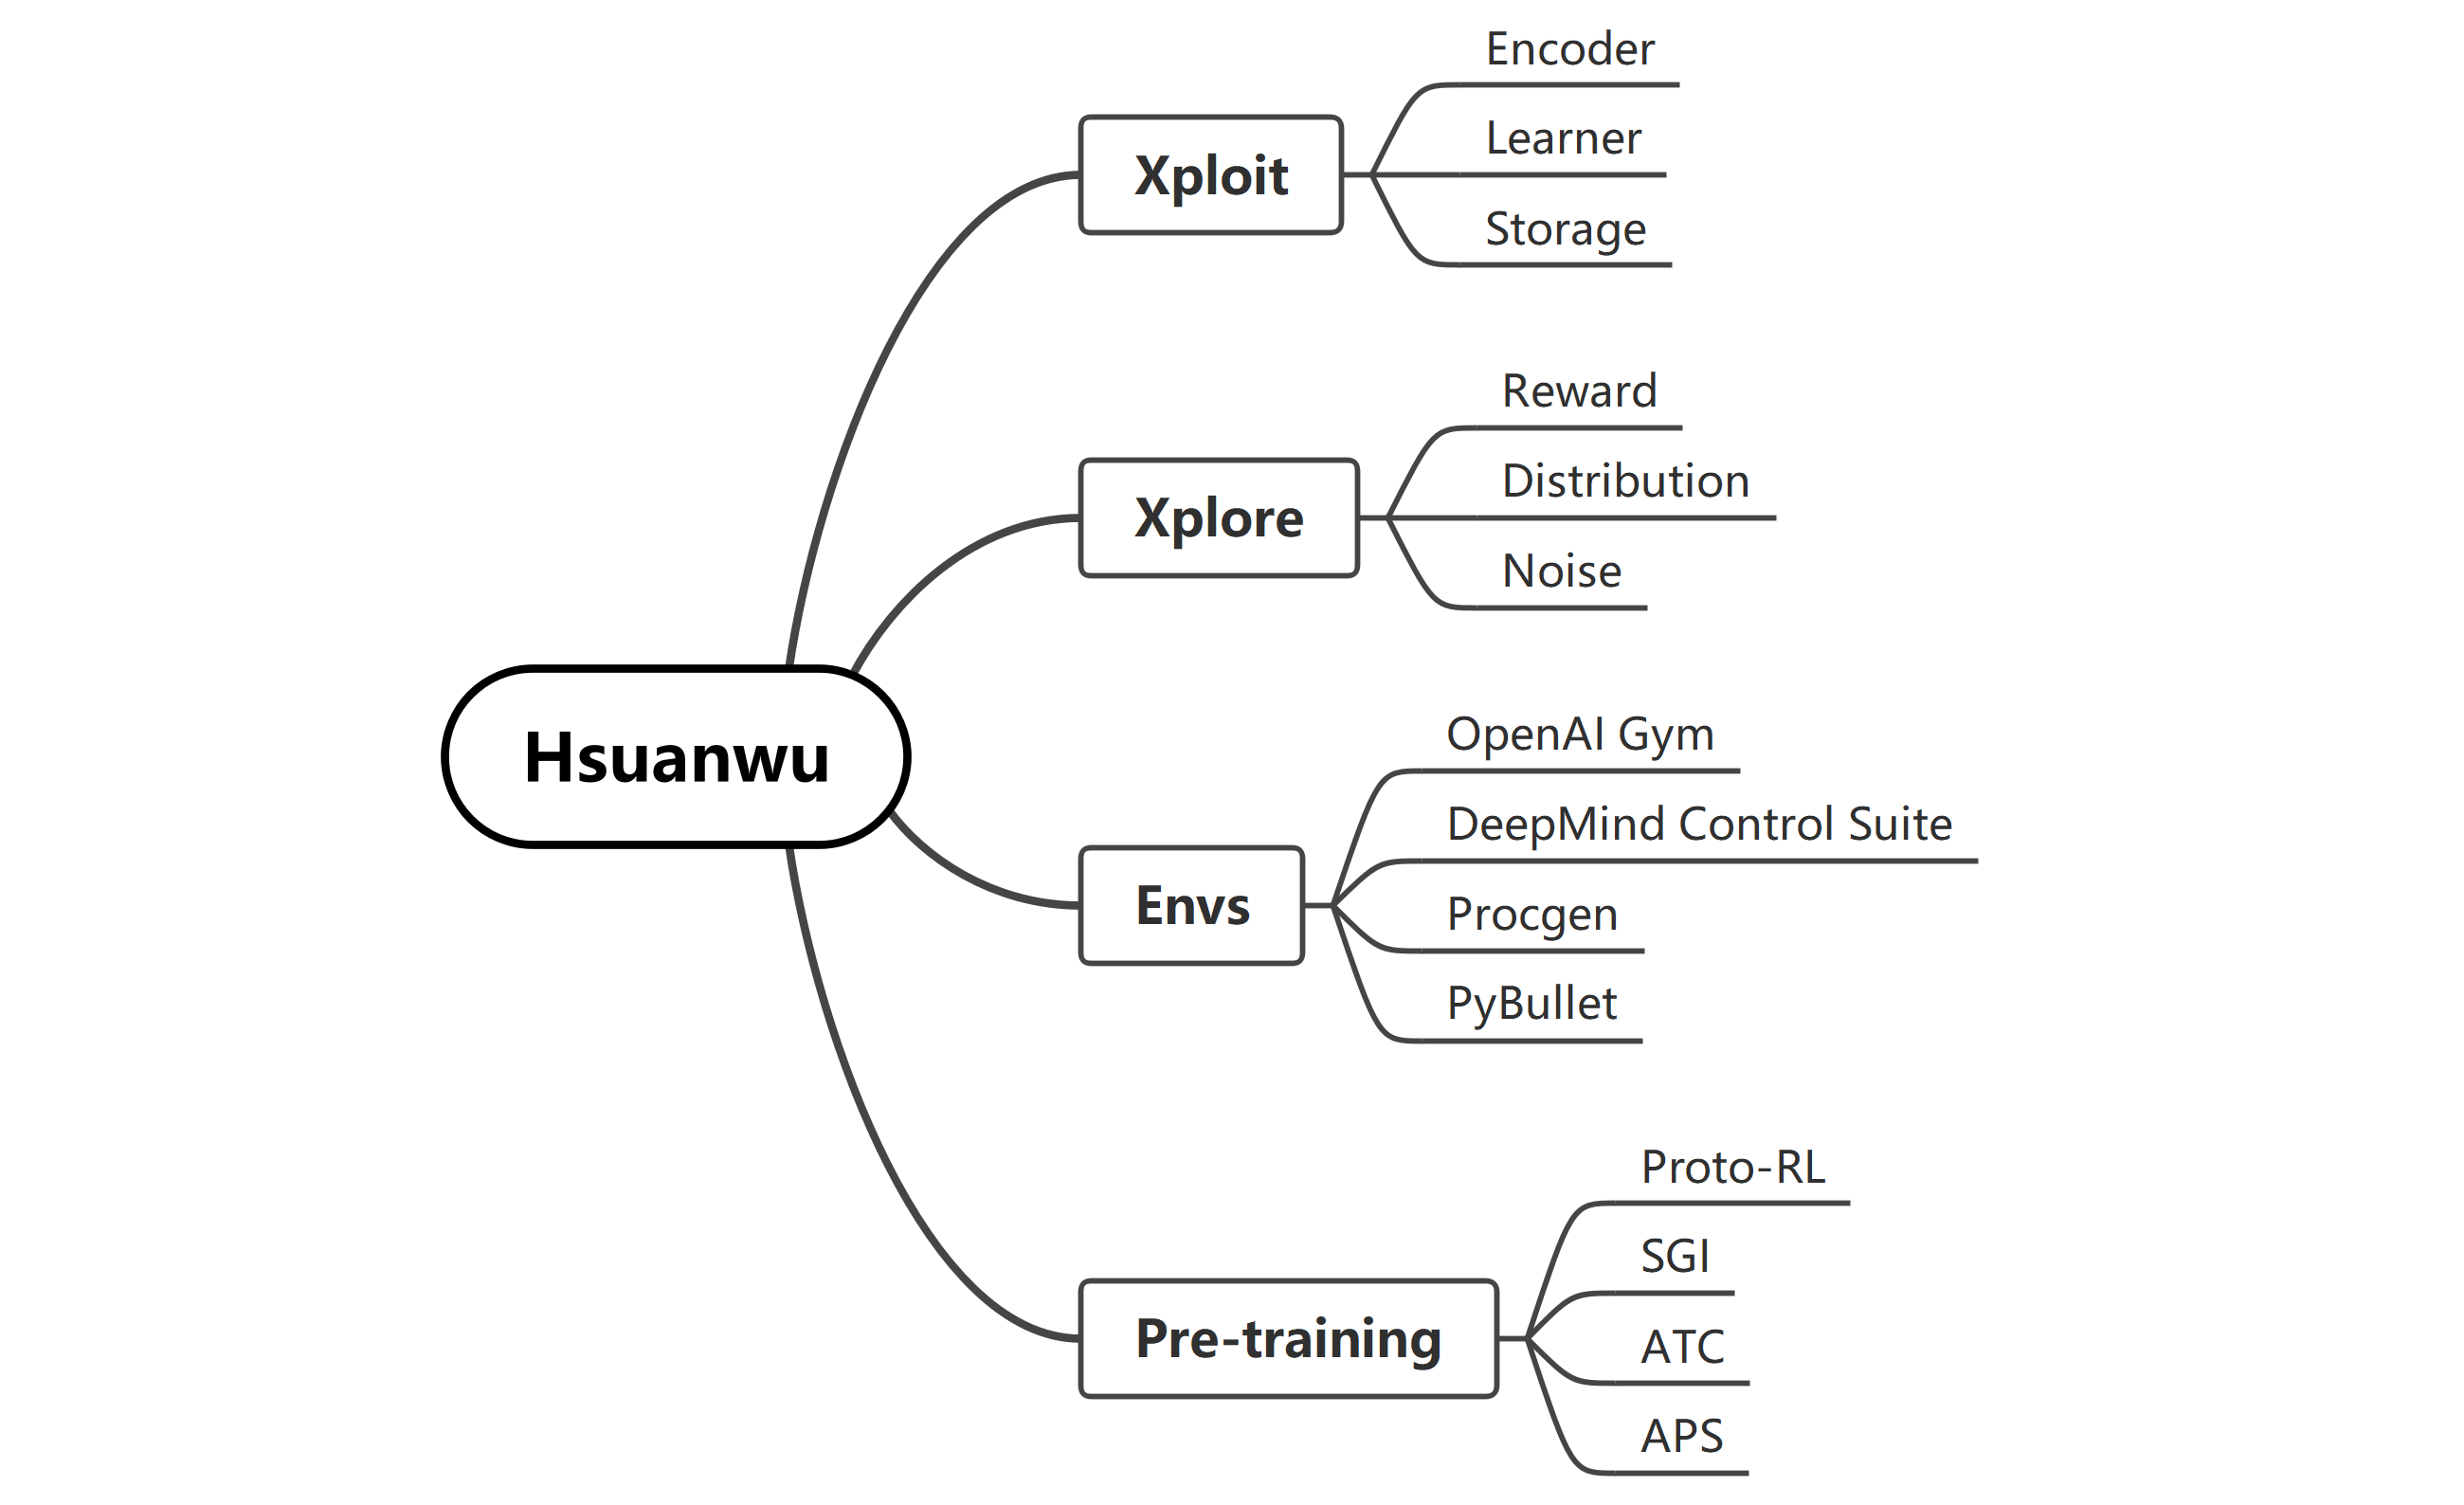 Hsuanwu
Xploit
Encoder
Learner
Storage
Xplore
Reward
Distribution
Noise
Envs
OpenAI Gym
DeepMind Control Suite
Procgen
PyBullet
Pre-training
Proto-RL
SGI
ATC
APS